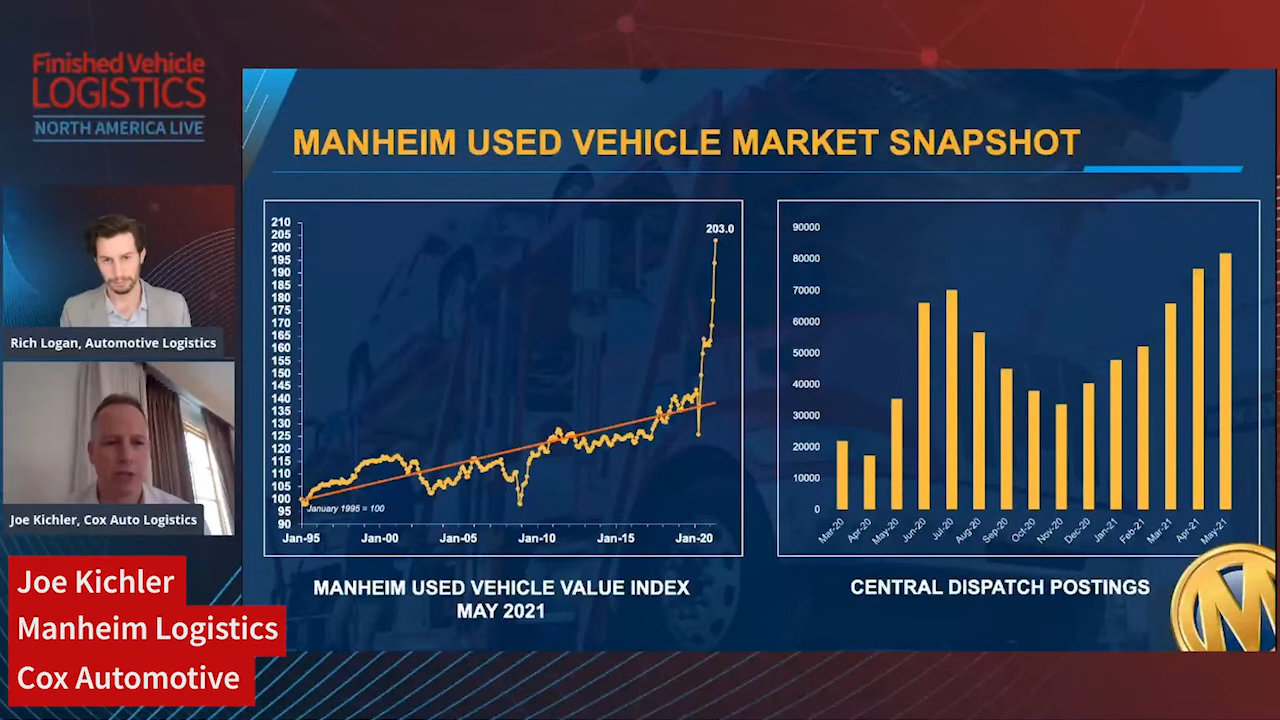 Finished Vehicle
LOGISTICS
NORTH AMERICA LIVE
Rich Logan, Automotive Logistics
Joe Kichler, Cox Auto Logistics
Joe Kichler
Manheim Logistics
Cox Automotive
MANHEIM USED VEHICLE MARKET SNAPSHOT
210
205
200
195
190
185
180
175
170
165
160
155
150
145
140
135
130
125
120
115
110
105
100
95
90
203.0
January 1995 = 100
Jan-95 Jan-00 Jan-05 Jan-10 Jan-15 Jan-20
MANHEIM USED VEHICLE VALUE INDEX
MAY 2021
90000
80000
70000
60000
50000
40000
30000
20000
10000
0
Mar-20 Apr-20 May-20 Jun-20 Jul-20 Aug-20 Sep-20 Oct-20 Nov-20 Dec-20 Jan-21 Feb-21 Mar-21 Apr-21 May-21
CENTRAL DISPATCH POSTINGS
M